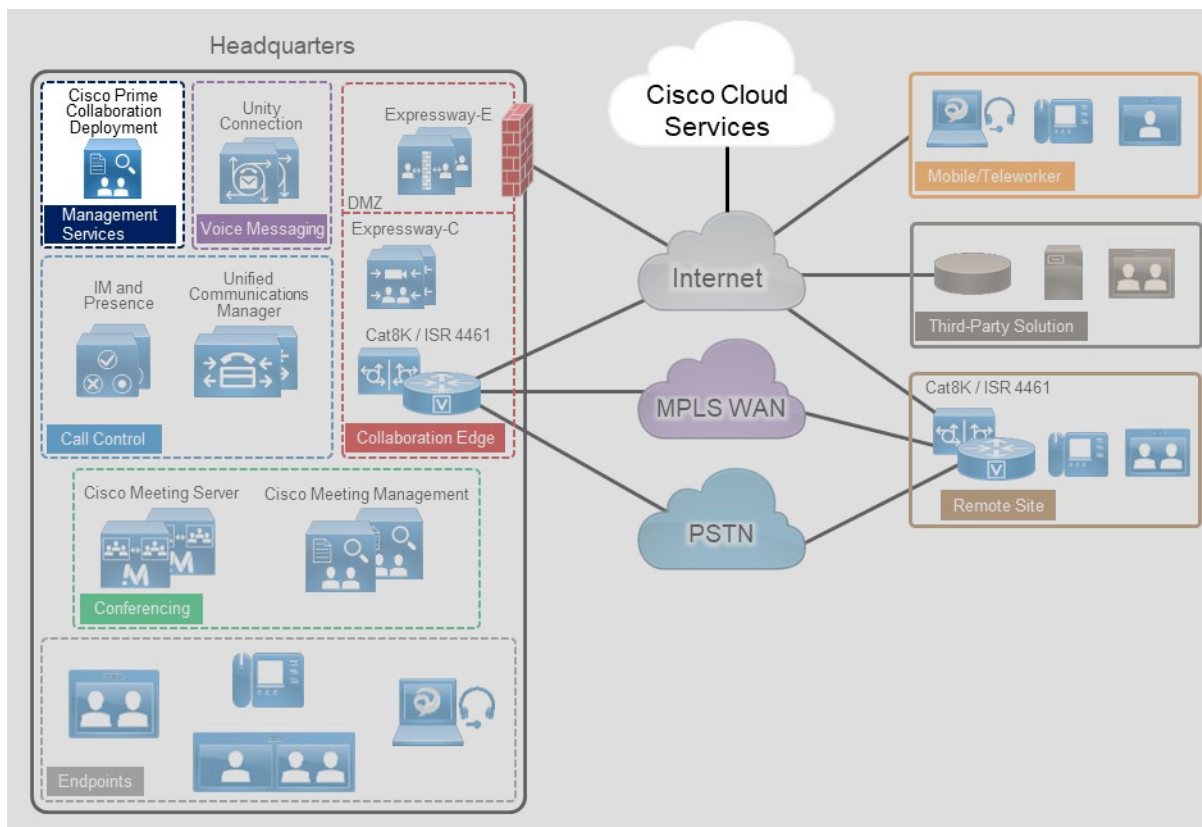 Headquarters
Cisco Prime
Collaboration
Deployment
Management
Services
Unity
Connection
Voice Messaging
Expressway-E
DMZ
Expressway-C
Cat8K / ISR 4461
V
Collaboration Edge
IM and
Presence
Unified
Communications
Manager
Call Control
Cisco Meeting Server
M
M
Cisco Meeting Management
Conferencing
Endpoints
Cisco Cloud
Services
Internet
MPLS WAN
PSTN
Mobile/Teleworker
Third-Party Solution
Cat8K / ISR 4461
V
Remote Site